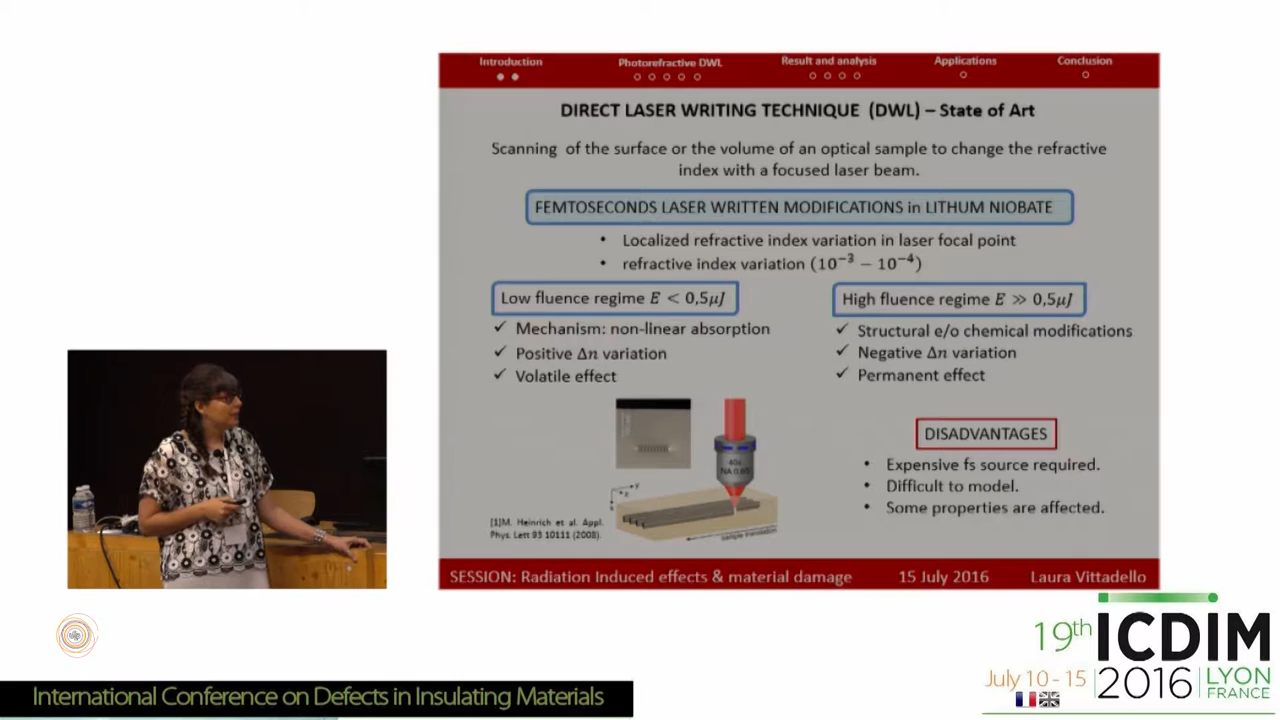 Introduction
Photorefractive DWL
Result and analysis
Applications
Conclusion
DIRECT LASER WRITING TECHNIQUE (DWL) – State of Art
Scanning of the surface or the volume of an optical sample to change the refractive
index with a focused laser beam.
FEMTOSECONDS LASER WRITTEN MODIFICATIONS in LITHUM NIOBATE
• Localized refractive index variation in laser focal point
• refractive index variation (10⁻³ − 10⁻⁴)
Low fluence regime E < 0,5μJ
✓ Mechanism: non-linear absorption
✓ Positive Δn variation
✓ Volatile effect
High fluence regime E ≫ 0,5μJ
✓ Structural e/o chemical modifications
✓ Negative Δn variation
✓ Permanent effect
40x
NA 0.65
sample translation
[1]M. Heinrich et al. Appl.
Phys. Lett 93 10111 (2008).
DISADVANTAGES
• Expensive fs source required.
• Difficult to model.
• Some properties are affected.
SESSION: Radiation Induced effects & material damage 15 July 2016 Laura Vittadello
19th ICDIM
July 10 - 15 2016 LYON
FRANCE
International Conference on Defects in Insulating Materials